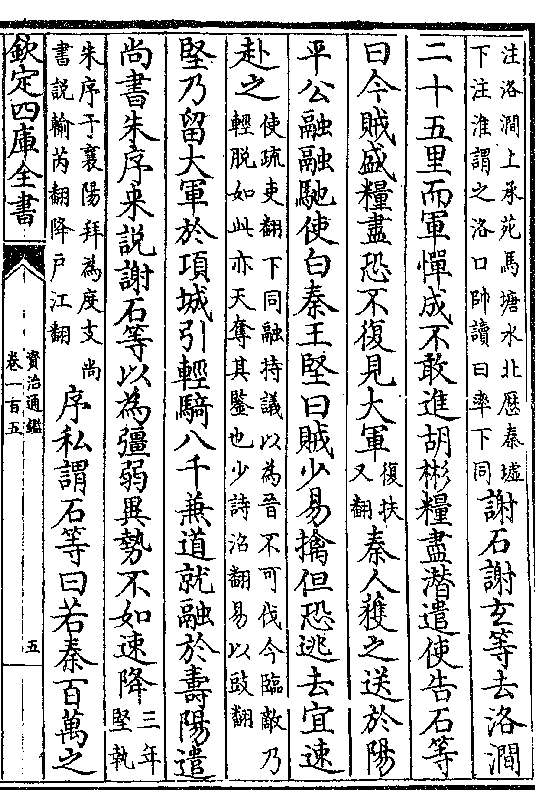 注洛澗上承苑馬塘水北歷秦墟
下注淮謂之洛口帥讀曰率下同
謝石謝玄等去洛澗
二十五里而軍憚成不敢進胡彬糧盡潛遣使告石等
曰今賊盛糧盡恐不復見大軍
復扶
又翻
秦人獲之送於陽
平公融融馳使白秦王堅曰賊少易擒但恐逃去宜速
赴之
使疏吏翻下同融持議以為晉不可伐今臨敵乃
輕脫如此亦天奪其鑒也少詩沼翻易以豉翻
堅乃留大軍於項城引輕騎八千兼道就融於壽陽遣
尚書朱序來說謝石等以為彊弱異勢不如速降
三年
堅執
朱序于襄陽拜為度支尚
書說輸芮翻降戶江翻
序私謂石等曰若秦百萬之
欽定四庫全書
資治通鑑
卷一百五
五